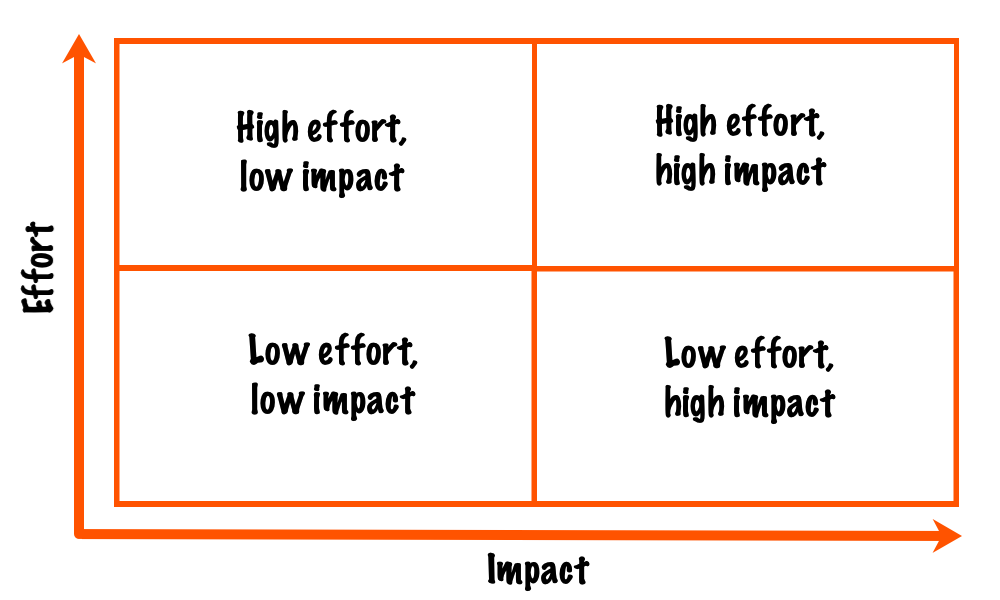 High effort,
low impact
High effort,
high impact
Effort
Low effort,
low impact
Low effort,
high impact
Impact